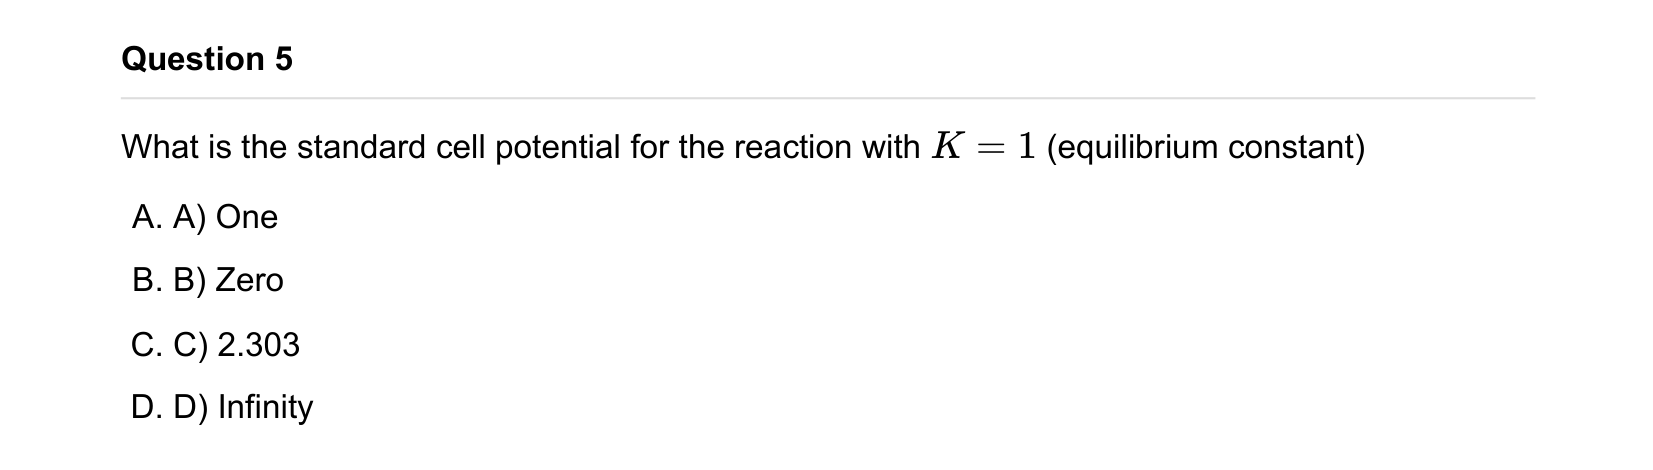 Question 5
What is the standard cell potential for the reaction with K = 1 (equilibrium constant)
A. A) One
B. B) Zero
C. C) 2.303
D. D) Infinity